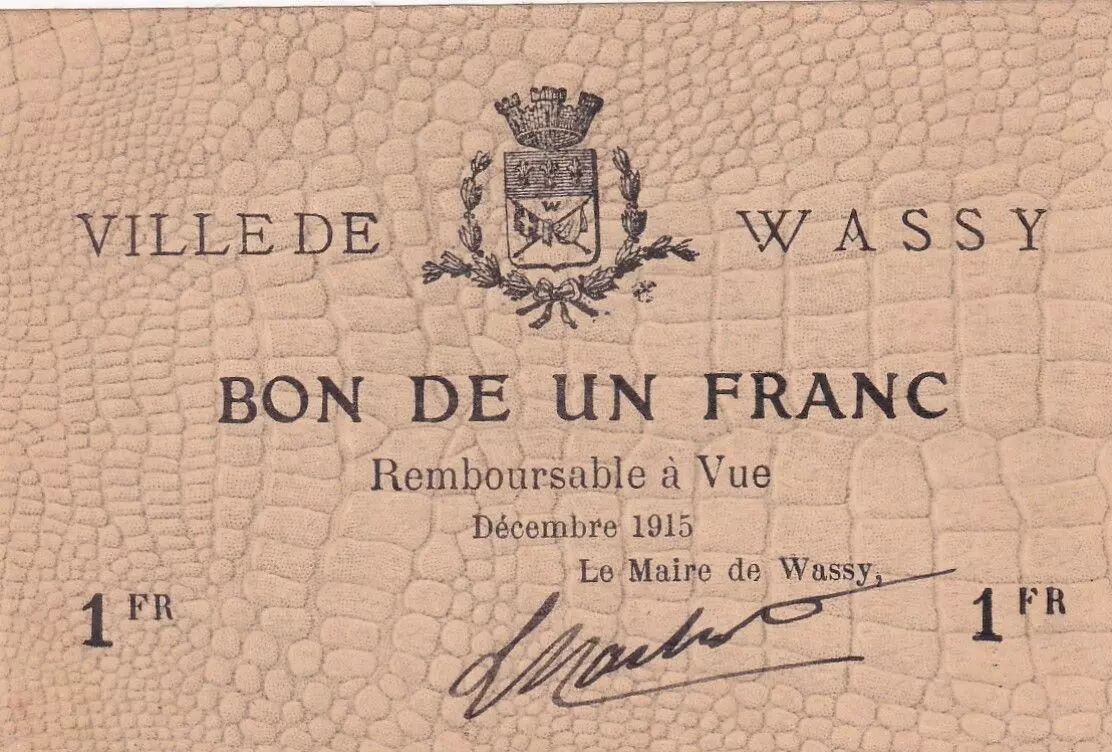 VILLE DE WASSY
W
BON DE UN FRANC
Remboursable à Vue
Décembre 1915
Le Maire de Wassy,
1 FR 1 FR